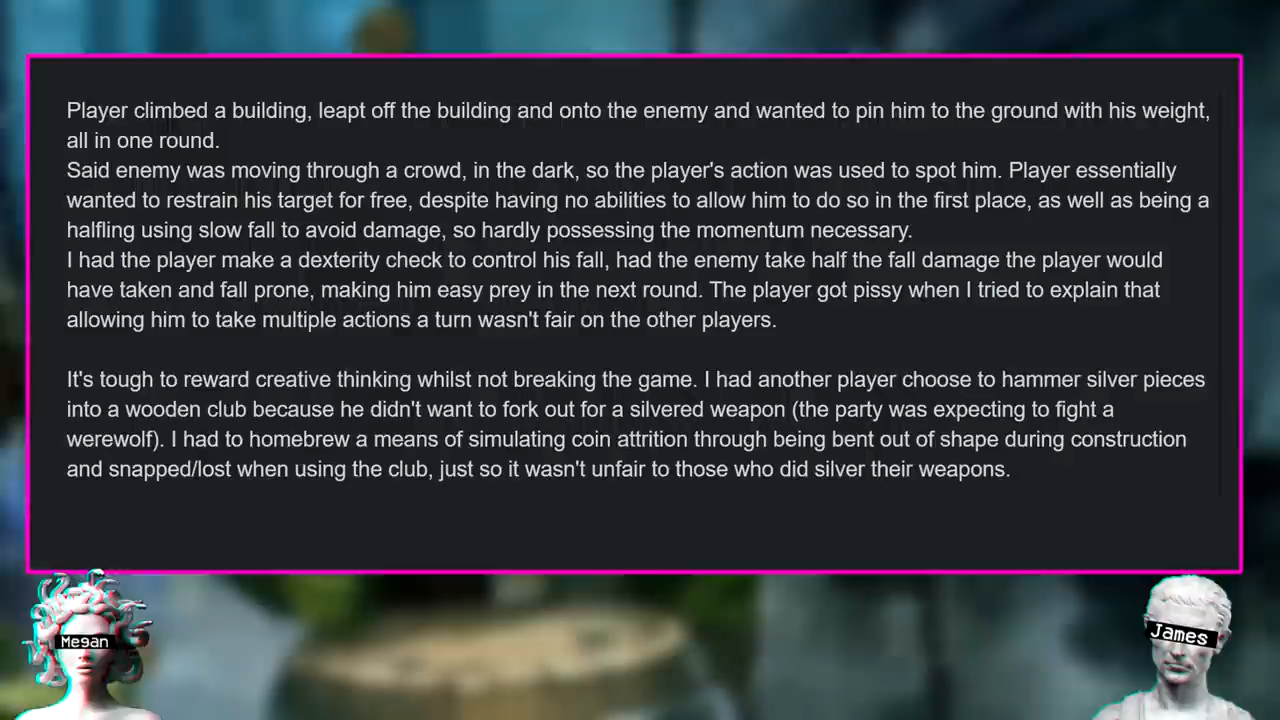 Player climbed a building, leapt off the building and onto the enemy and wanted to pin him to the ground with his weight,
all in one round.
Said enemy was moving through a crowd, in the dark, so the player's action was used to spot him. Player essentially
wanted to restrain his target for free, despite having no abilities to allow him to do so in the first place, as well as being a
halfling using slow fall to avoid damage, so hardly possessing the momentum necessary.
I had the player make a dexterity check to control his fall, had the enemy take half the fall damage the player would
have taken and fall prone, making him easy prey in the next round. The player got pissy when I tried to explain that
allowing him to take multiple actions a turn wasn't fair on the other players.
It's tough to reward creative thinking whilst not breaking the game. I had another player choose to hammer silver pieces
into a wooden club because he didn't want to fork out for a silvered weapon (the party was expecting to fight a
werewolf). I had to homebrew a means of simulating coin attrition through being bent out of shape during construction
and snapped/lost when using the club, just so it wasn't unfair to those who did silver their weapons.
Megan
James